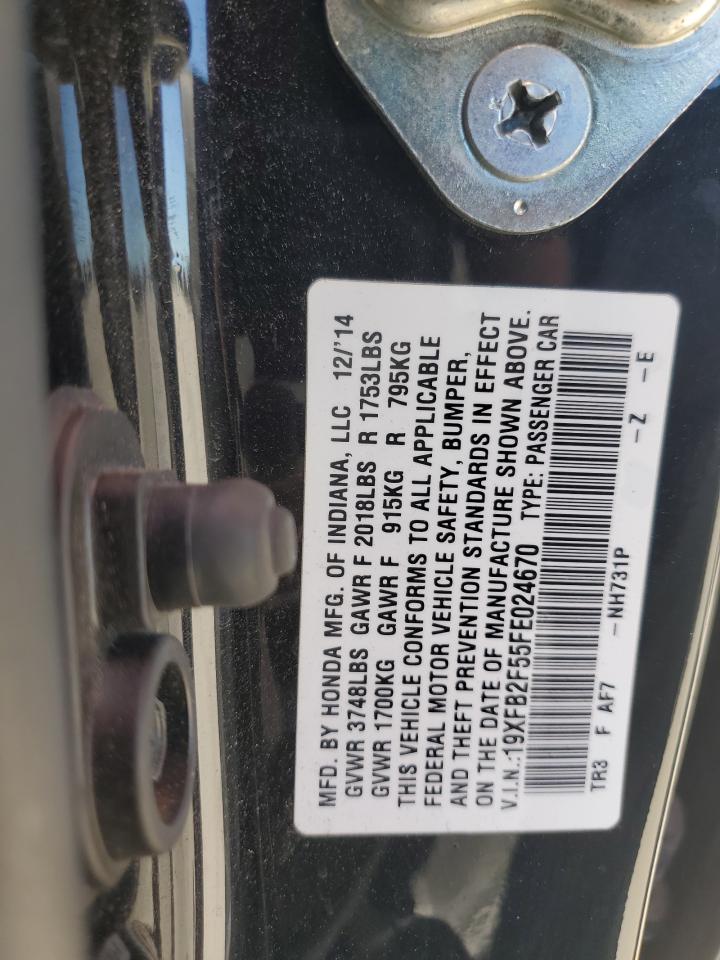 MFD. BY HONDA MFG. OF INDIANA, LLC 12/'14
GVWR 3748LBS GAWR F 2018LBS R 1753LBS
GVWR 1700KG GAWR F 915KG R 795KG
THIS VEHICLE CONFORMS TO ALL APPLICABLE
FEDERAL MOTOR VEHICLE SAFETY, BUMPER,
AND THEFT PREVENTION STANDARDS IN EFFECT
ON THE DATE OF MANUFACTURE SHOWN ABOVE.
V.I.N.:19XFB2F55FE024670 TYPE: PASSENGER CAR
TR3 F AF7 -NH731P -Z -E